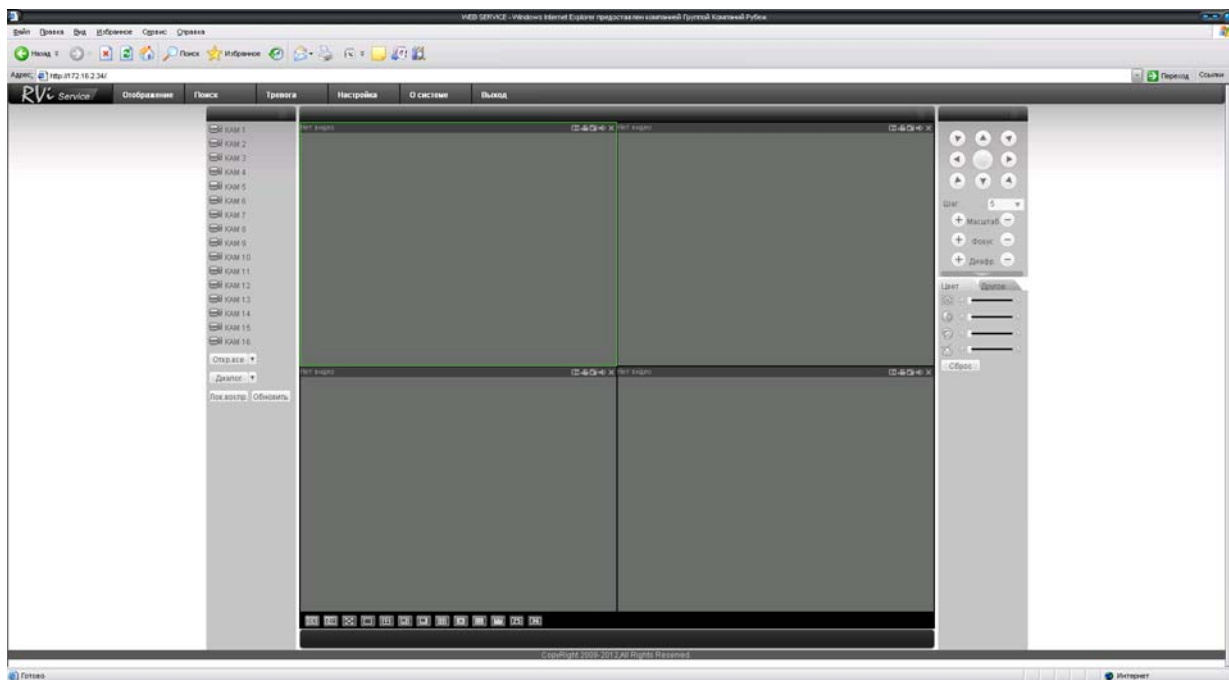 WEB SERVICE - Windows Internet Explorer предоставлен компанией Группой Компаний Рубеж
Файл Правка Вид Избранное Сервис Справка
Назад Поиск Избранное
Адрес: http://172.16.2.34/ Переход Ссылки
RVi Service Отображение Поиск Тревога Настройка О системе Выход
КАМ 1
КАМ 2
КАМ 3
КАМ 4
КАМ 5
КАМ 6
КАМ 7
КАМ 8
КАМ 9
КАМ 10
КАМ 11
КАМ 12
КАМ 13
КАМ 14
КАМ 15
КАМ 16
Откр.все
Диалог
Лок.воспр. Обновить
Нет видео
Нет видео
Нет видео
Нет видео
Шаг 5
Масштаб
Фокус
Диафр.
Цвет Другое
Сброс
CopyRight 2009-2012,All Rights Reserved.
Готово Интернет